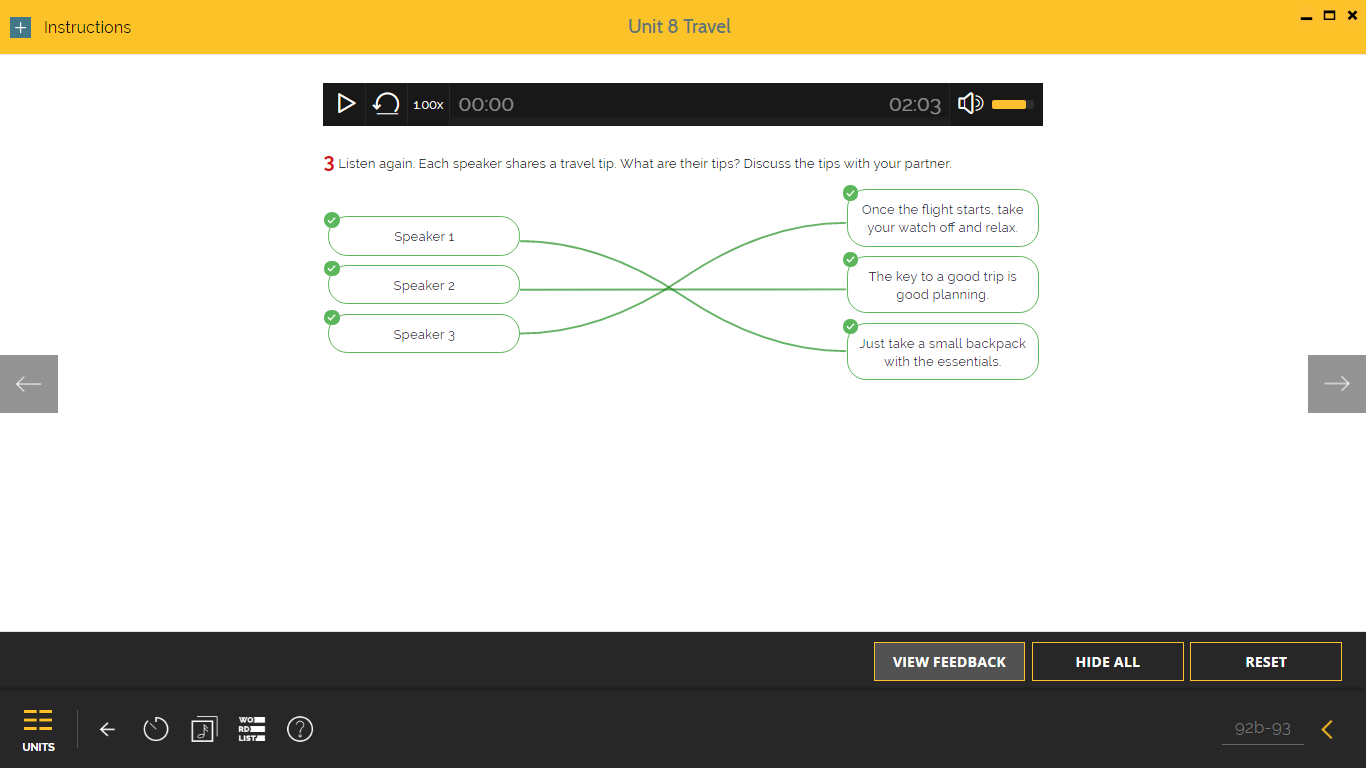 Instructions
Unit 8 Travel
1.00x
00:00
02:03
3 Listen again. Each speaker shares a travel tip. What are their tips? Discuss the tips with your partner.
Speaker 1
Speaker 2
Speaker 3
Once the flight starts, take
your watch off and relax.
The key to a good trip is
good planning.
Just take a small backpack
with the essentials.
VIEW FEEDBACK
HIDE ALL
RESET
UNITS
WO
RD
LIST
?
92b-93